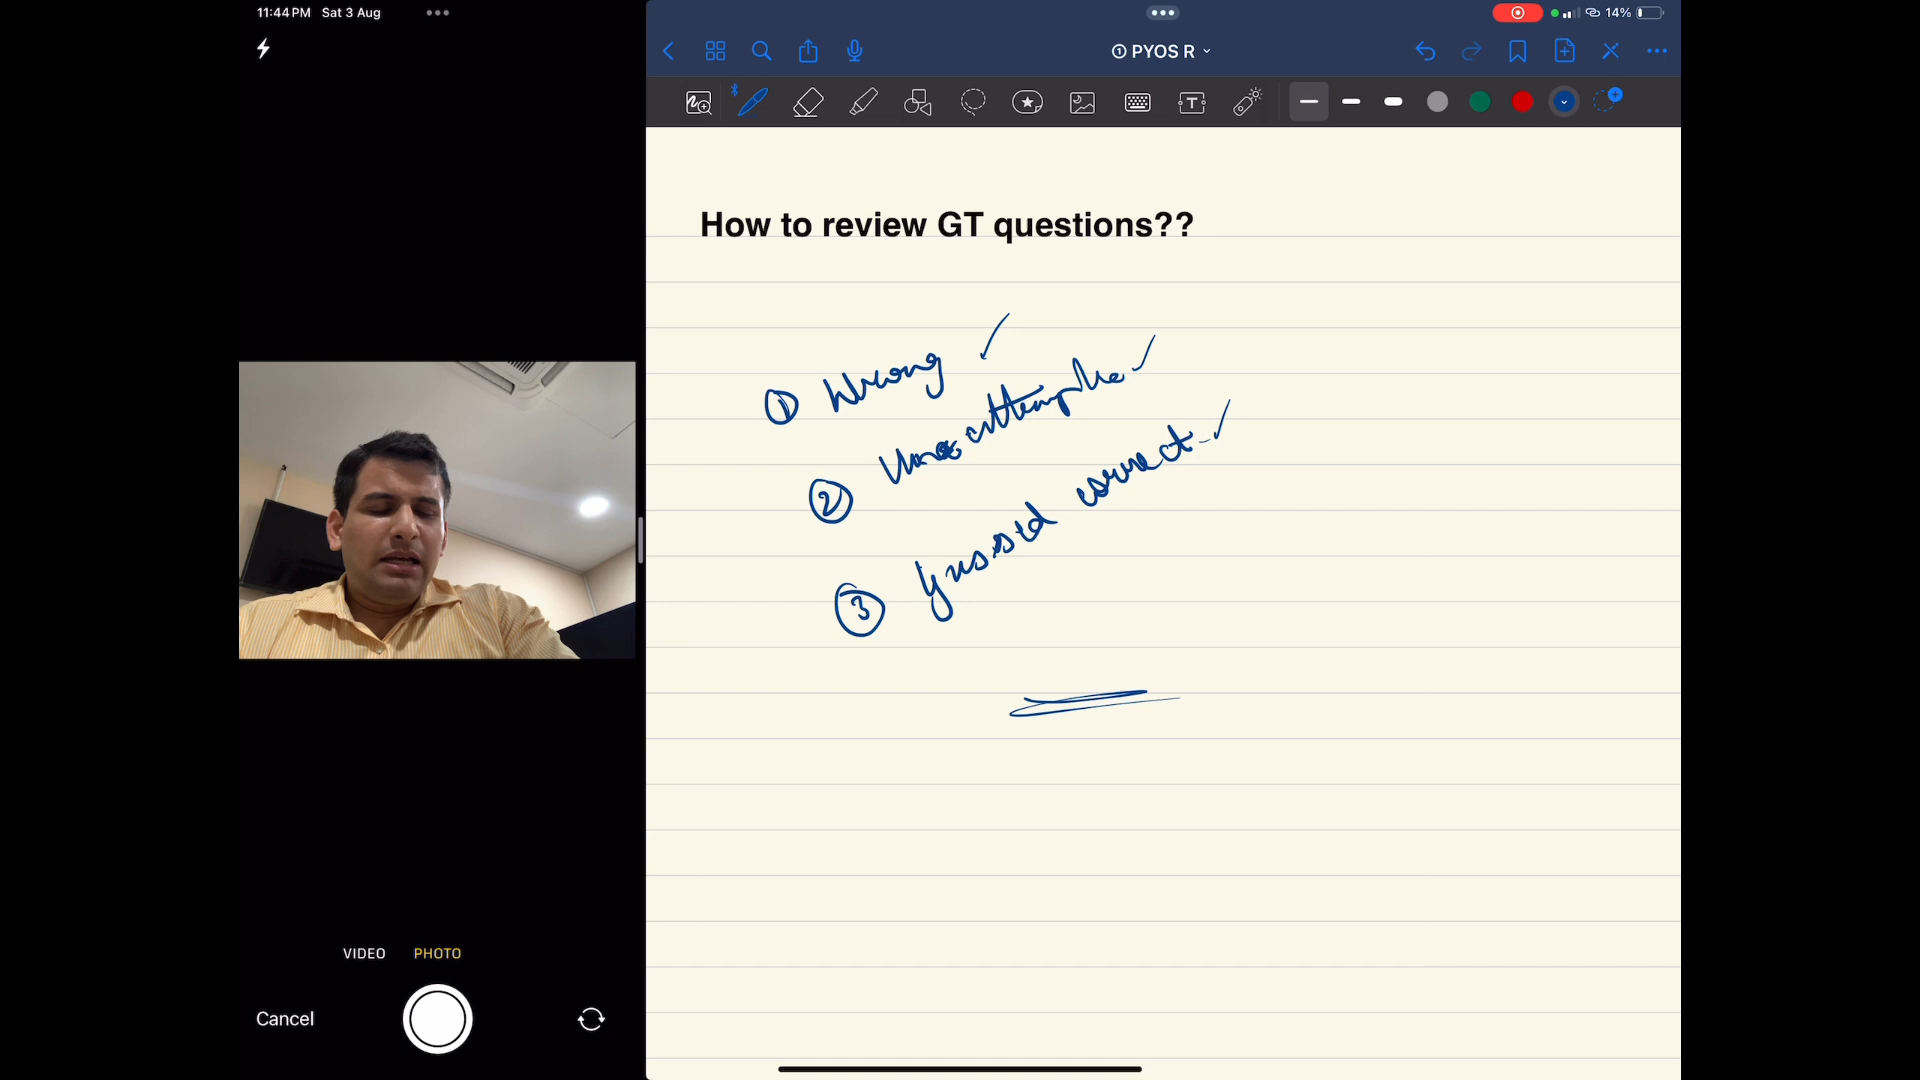 11:44 PM Sat 3 Aug
14%
PYOS R
T
How to review GT questions??
① Wrong ✓
② Unattempte ✓
③ Guessed correct - ✓
VIDEO PHOTO
Cancel